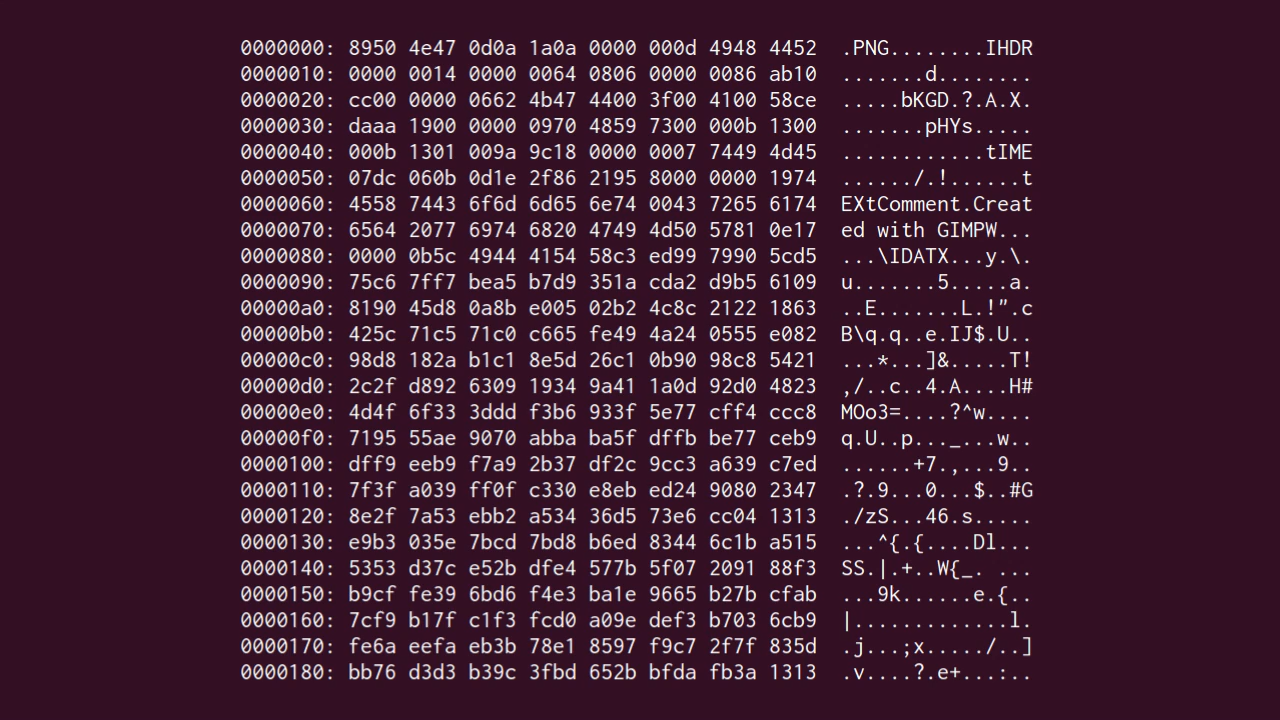 0000000: 8950 4e47 0d0a 1a0a 0000 000d 4948 4452  .PNG........IHDR
0000010: 0000 0014 0000 0064 0806 0000 0086 ab10  .......d........
0000020: cc00 0000 0662 4b47 4400 3f00 4100 58ce  .....bKGD.?.A.X.
0000030: daaa 1900 0000 0970 4859 7300 000b 1300  .......pHYs.....
0000040: 000b 1301 009a 9c18 0000 0007 7449 4d45  ............tIME
0000050: 07dc 060b 0d1e 2f86 2195 8000 0000 1974  ....../.!......t
0000060: 4558 7443 6f6d 6d65 6e74 0043 7265 6174  EXtComment.Creat
0000070: 6564 2077 6974 6820 4749 4d50 5781 0e17  ed with GIMPW...
0000080: 0000 0b5c 4944 4154 58c3 ed99 7990 5cd5  ...\IDATX...y.\.
0000090: 75c6 7ff7 bea5 b7d9 351a cda2 d9b5 6109  u.......5.....a.
00000a0: 8190 45d8 0a8b e005 02b2 4c8c 2122 1863  ..E.......L.!".c
00000b0: 425c 71c5 71c0 c665 fe49 4a24 0555 e082  B\q.q..e.IJ$.U..
00000c0: 98d8 182a b1c1 8e5d 26c1 0b90 98c8 5421  ...*...]&.....T!
00000d0: 2c2f d892 6309 1934 9a41 1a0d 92d0 4823  ,/..c..4.A....H#
00000e0: 4d4f 6f33 3ddd f3b6 933f 5e77 cff4 ccc8  MOo3=....?^w....
00000f0: 7195 55ae 9070 abba ba5f dffb be77 ceb9  q.U..p..._...w..
0000100: dff9 eeb9 f7a9 2b37 df2c 9cc3 a639 c7ed  ......+7.,...9..
0000110: 7f3f a039 ff0f c330 e8eb ed24 9080 2347  .?.9...0...$..#G
0000120: 8e2f 7a53 ebb2 a534 36d5 73e6 cc04 1313  ./zS...46.s.....
0000130: e9b3 035e 7bcd 7bd8 b6ed 8344 6c1b a515  ...^{.{....Dl...
0000140: 5353 d37c e52b dfe4 577b 5f07 2091 88f3  SS.|.+..W{_. ...
0000150: b9cf fe39 6bd6 f4e3 ba1e 9665 b27b cfab  ...9k......e.{..
0000160: 7cf9 b17f c1f3 fcd0 a09e def3 b703 6cb9  |.............l.
0000170: fe6a eefa eb3b 78e1 8597 f9c7 2f7f 835d  .j...;x...../..]
0000180: bb76 d3d3 b39c 3fbd 652b bfda fb3a 1313  .v....?.e+...:..